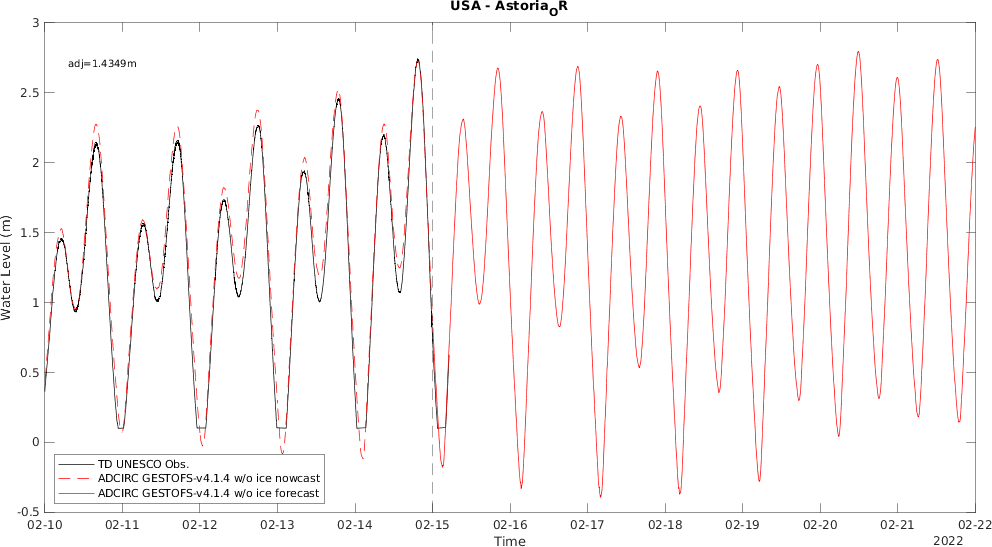 USA - AstoriaOR
adj=1.4349m
3
2.5
2
1.5
1
0.5
0
-0.5
Water Level (m)
TD UNESCO Obs.
ADCIRC GESTOFS-v4.1.4 w/o ice nowcast
ADCIRC GESTOFS-v4.1.4 w/o ice forecast
02-10 02-11 02-12 02-13 02-14 02-15 02-16 02-17 02-18 02-19 02-20 02-21 02-22
Time
2022